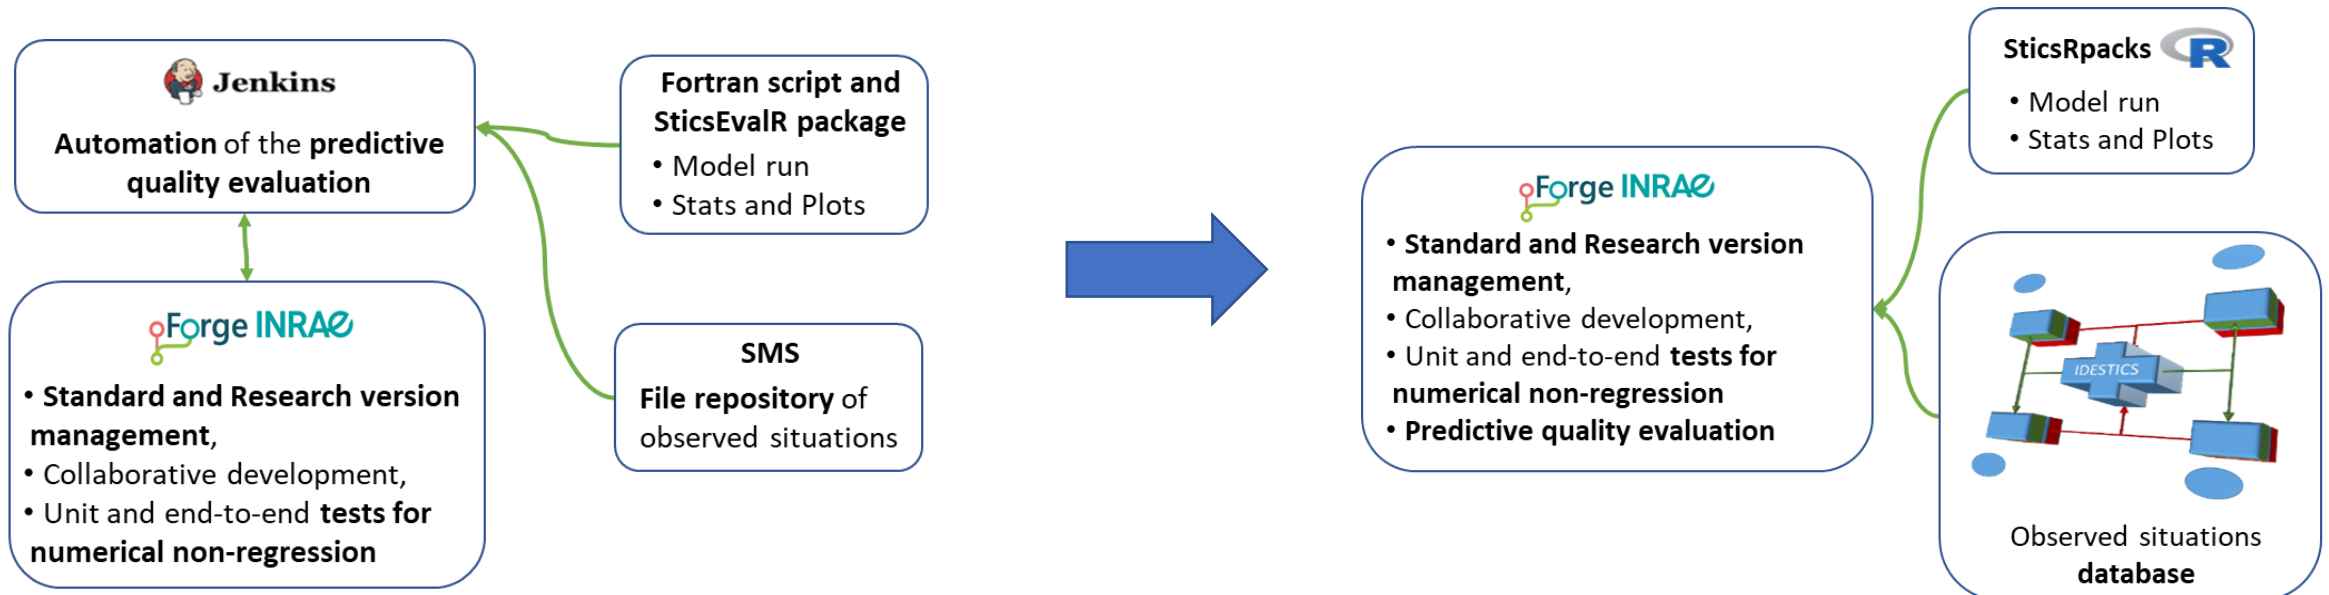 Jenkins
Automation of the predictive
quality evaluation
Forge INRAE
• Standard and Research version
management,
• Collaborative development,
• Unit and end-to-end tests for
numerical non-regression
Fortran script and
SticsEvalR package
• Model run
• Stats and Plots
SMS
File repository of
observed situations
Forge INRAE
• Standard and Research version
management,
• Collaborative development,
• Unit and end-to-end tests for
numerical non-regression
• Predictive quality evaluation
SticsRpacks R
• Model run
• Stats and Plots
IDESTICS
Observed situations
database